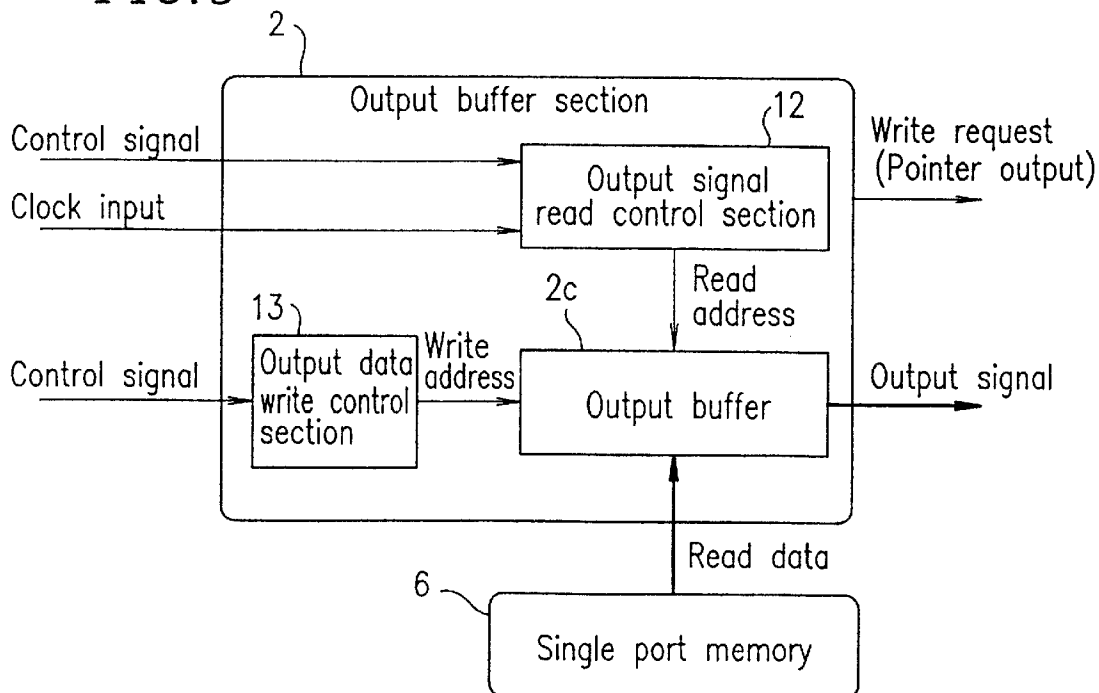 2
Output buffer section
12
Control signal
Write request
(Pointer output)
Output signal
read control section
Clock input
Read
address
2c
13
Write
address
Control signal
Output data
write control
section
Output buffer
Output signal
Read data
6
Single port memory